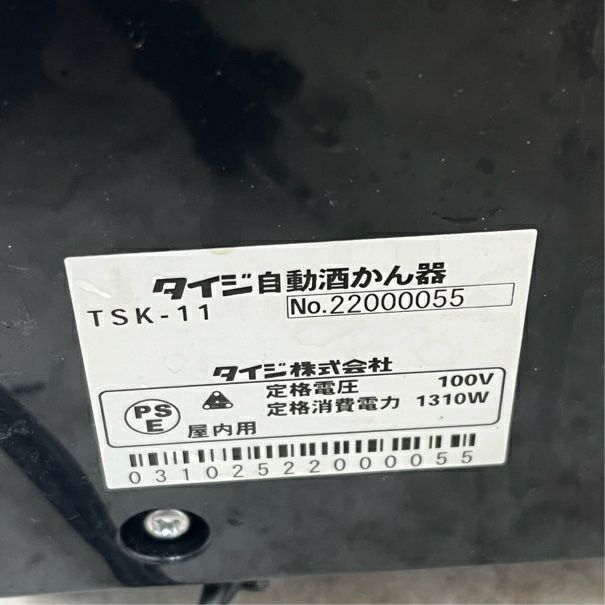 タイジ自動酒かん器
TSK-11 No.22000055
タイジ株式会社
定格電圧 100V
定格消費電力 1310W
PS
E
屋内用
03102522000055